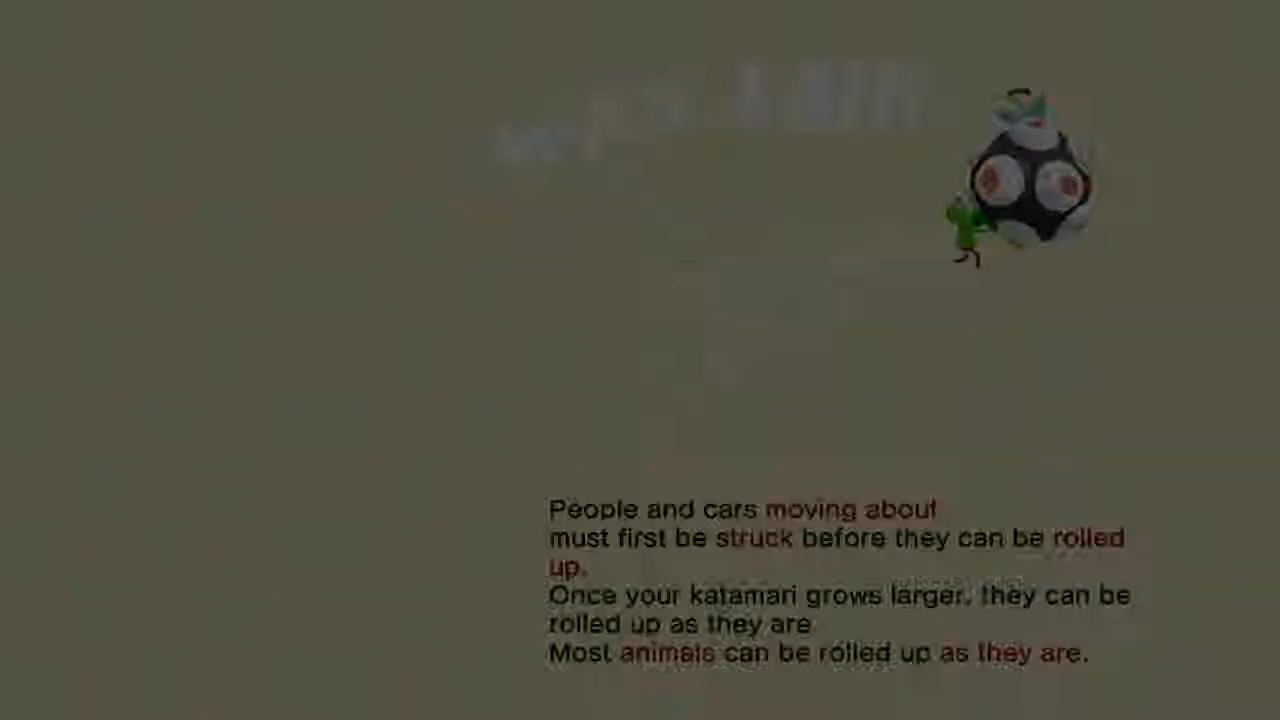 People and cars moving about
must first be struck before they can be rolled
up.
Once your katamari grows larger, they can be
rolled up as they are
Most animals can be rolled up as they are.